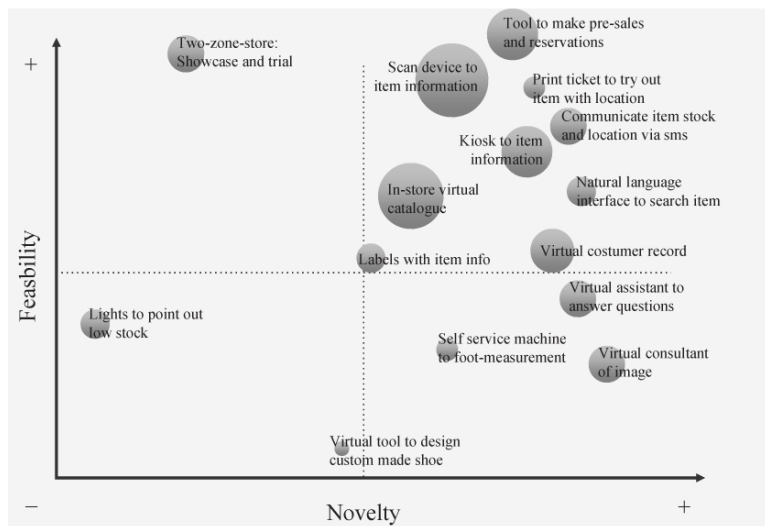 Tool to make pre-sales
and reservations
Two-zone-store:
Showcase and trial
Scan device to
item information
+
Print ticket to try out
item with location
Communicate item stock
and location via sms
Kiosk to item
information
In-store virtual
catalogue
Natural language
interface to search item
Virtual costumer record
Labels with item info
Feasbility
Virtual assistant to
answer questions
Lights to point out
low stock
Self service machine
to foot-measurement
Virtual consultant
of image
Virtual tool to design
custom made shoe
−
Novelty
+